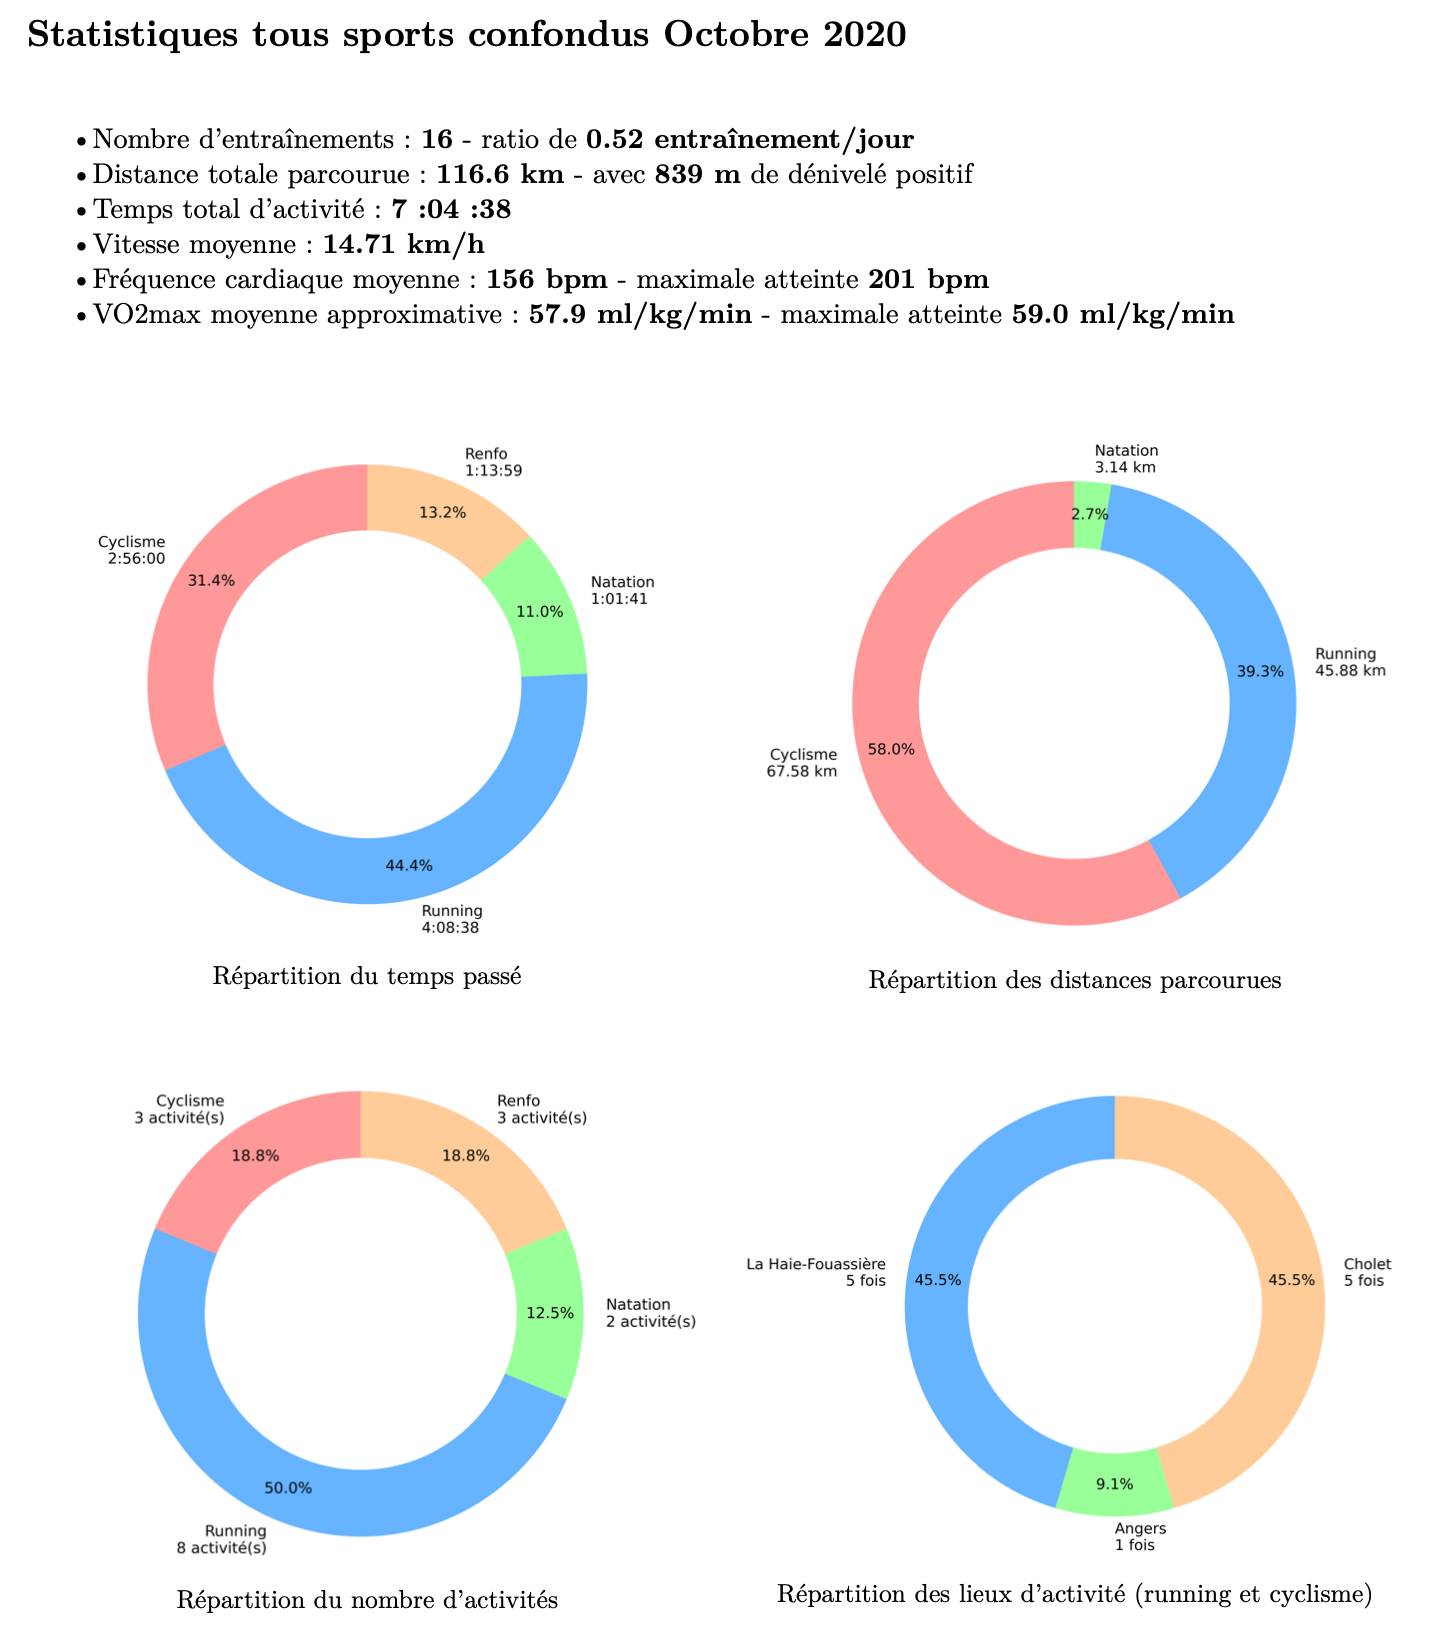 Statistiques tous sports confondus Octobre 2020
• Nombre d'entraînements : 16 - ratio de 0.52 entraînement/jour
• Distance totale parcourue : 116.6 km - avec 839 m de dénivelé positif
• Temps total d'activité : 7 :04 :38
• Vitesse moyenne : 14.71 km/h
• Fréquence cardiaque moyenne : 156 bpm - maximale atteinte 201 bpm
• VO2max moyenne approximative : 57.9 ml/kg/min - maximale atteinte 59.0 ml/kg/min
Renfo
1:13:59
13.2%
Cyclisme
2:56:00
31.4%
Natation
1:01:41
11.0%
44.4%
Running
4:08:38
Répartition du temps passé
Natation
3.14 km
2.7%
Running
45.88 km
39.3%
Cyclisme
67.58 km
58.0%
Répartition des distances parcourues
Cyclisme
3 activité(s)
18.8%
Renfo
3 activité(s)
18.8%
Natation
2 activité(s)
12.5%
50.0%
Running
8 activité(s)
Répartition du nombre d'activités
La Haie-Fouassière
5 fois
45.5%
Cholet
5 fois
45.5%
9.1%
Angers
1 fois
Répartition des lieux d'activité (running et cyclisme)